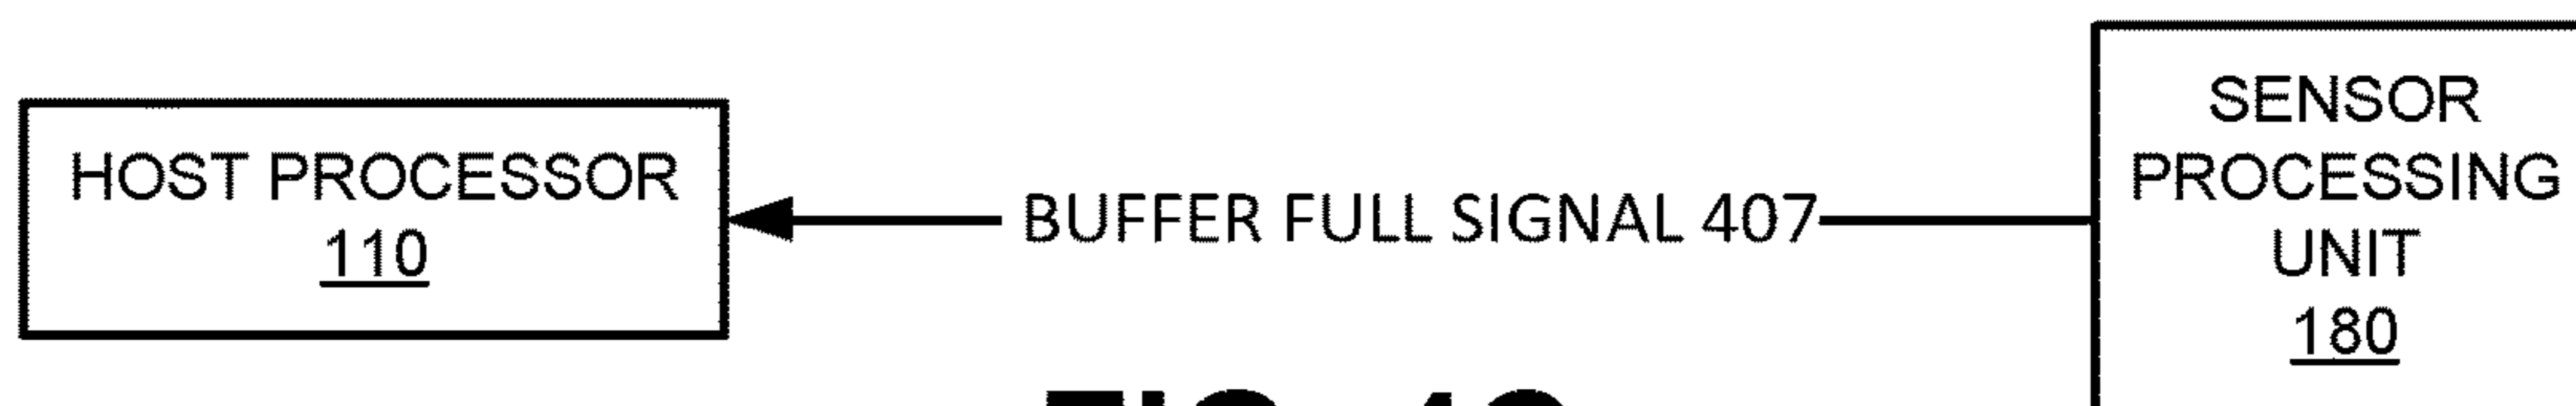 HOST PROCESSOR
110
BUFFER FULL SIGNAL 407
SENSOR
PROCESSING
UNIT
180